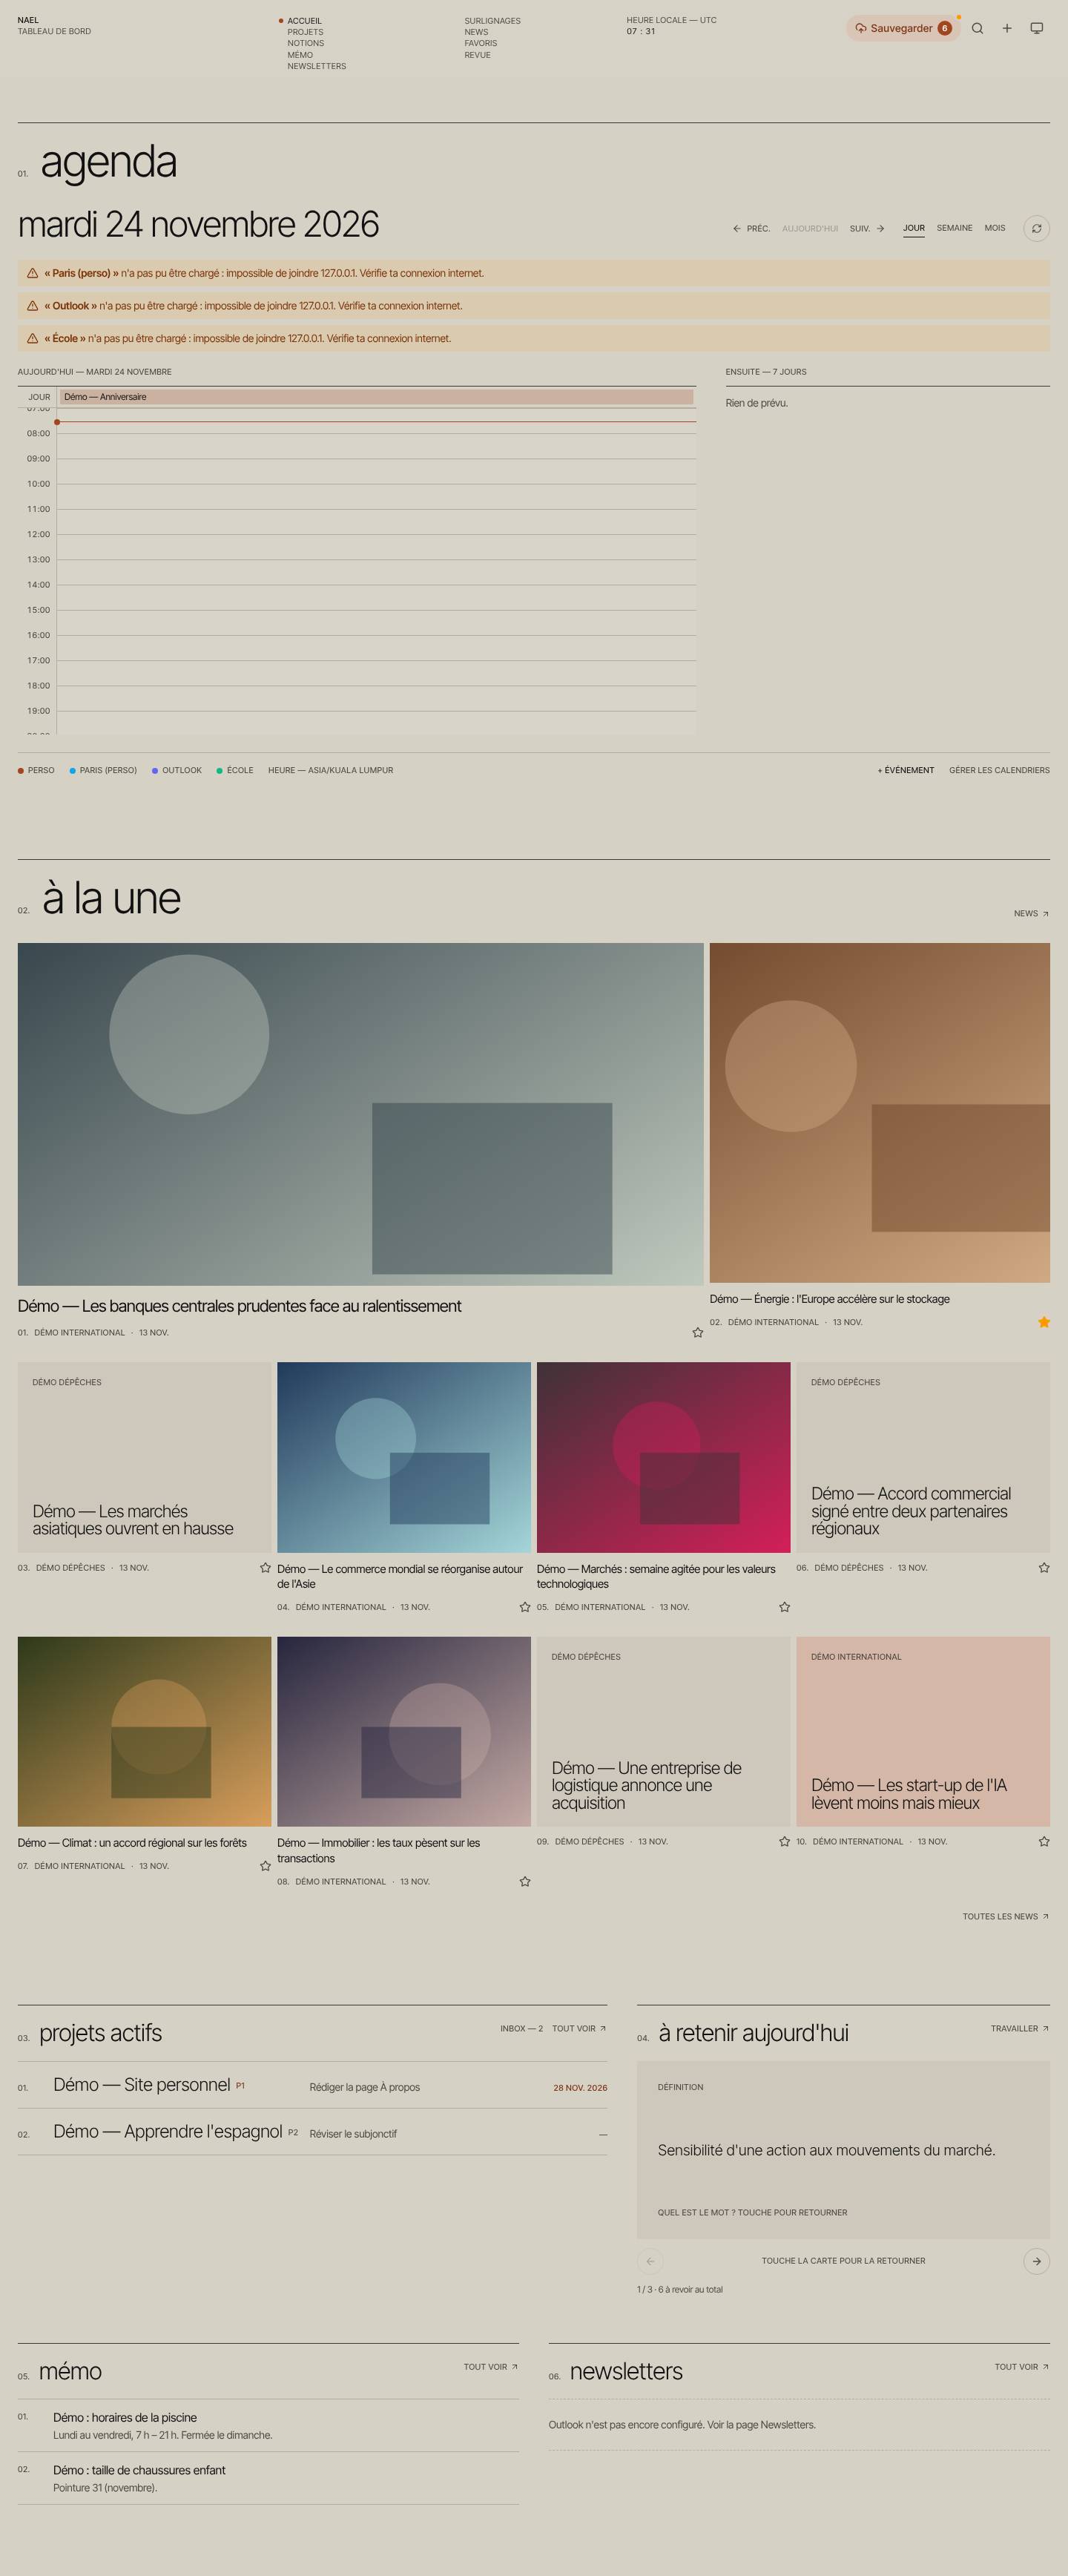 NAEL
TABLEAU DE BORD
ACCUEIL
PROJETS
NOTIONS
MÉMO
NEWSLETTERS
SURLIGNAGES
NEWS
FAVORIS
REVUE
HEURE LOCALE — UTC
07 : 31
Sauvegarder 6
01. agenda
mardi 24 novembre 2026
PRÉC. AUJOURD'HUI SUIV. JOUR SEMAINE MOIS
« Paris (perso) » n'a pas pu être chargé : impossible de joindre 127.0.0.1. Vérifie ta connexion internet.
« Outlook » n'a pas pu être chargé : impossible de joindre 127.0.0.1. Vérifie ta connexion internet.
« École » n'a pas pu être chargé : impossible de joindre 127.0.0.1. Vérifie ta connexion internet.
AUJOURD'HUI — MARDI 24 NOVEMBRE
JOUR Démo — Anniversaire
07:00
08:00
09:00
10:00
11:00
12:00
13:00
14:00
15:00
16:00
17:00
18:00
19:00
ENSUITE — 7 JOURS
Rien de prévu.
PERSO PARIS (PERSO) OUTLOOK ÉCOLE HEURE — ASIA/KUALA LUMPUR
+ ÉVÉNEMENT GÉRER LES CALENDRIERS
02. à la une
NEWS
Démo — Les banques centrales prudentes face au ralentissement
01. DÉMO INTERNATIONAL · 13 NOV.
Démo — Énergie : l'Europe accélère sur le stockage
02. DÉMO INTERNATIONAL · 13 NOV.
DÉMO DÉPÊCHES
Démo — Les marchés
asiatiques ouvrent en hausse
03. DÉMO DÉPÊCHES · 13 NOV.
Démo — Le commerce mondial se réorganise autour
de l'Asie
04. DÉMO INTERNATIONAL · 13 NOV.
Démo — Marchés : semaine agitée pour les valeurs
technologiques
05. DÉMO INTERNATIONAL · 13 NOV.
DÉMO DÉPÊCHES
Démo — Accord commercial
signé entre deux partenaires
régionaux
06. DÉMO DÉPÊCHES · 13 NOV.
Démo — Climat : un accord régional sur les forêts
07. DÉMO INTERNATIONAL · 13 NOV.
Démo — Immobilier : les taux pèsent sur les
transactions
08. DÉMO INTERNATIONAL · 13 NOV.
DÉMO DÉPÊCHES
Démo — Une entreprise de
logistique annonce une
acquisition
09. DÉMO DÉPÊCHES · 13 NOV.
DÉMO INTERNATIONAL
Démo — Les start-up de l'IA
lèvent moins mais mieux
10. DÉMO INTERNATIONAL · 13 NOV.
TOUTES LES NEWS
03. projets actifs
INBOX — 2 TOUT VOIR
01. Démo — Site personnel P1 Rédiger la page À propos 28 NOV. 2026
02. Démo — Apprendre l'espagnol P2 Réviser le subjonctif —
04. à retenir aujourd'hui
TRAVAILLER
DÉFINITION
Sensibilité d'une action aux mouvements du marché.
QUEL EST LE MOT ? TOUCHE POUR RETOURNER
TOUCHE LA CARTE POUR LA RETOURNER
1 / 3 · 6 à revoir au total
05. mémo
TOUT VOIR
01. Démo : horaires de la piscine
Lundi au vendredi, 7 h – 21 h. Fermée le dimanche.
02. Démo : taille de chaussures enfant
Pointure 31 (novembre).
06. newsletters
TOUT VOIR
Outlook n'est pas encore configuré. Voir la page Newsletters.